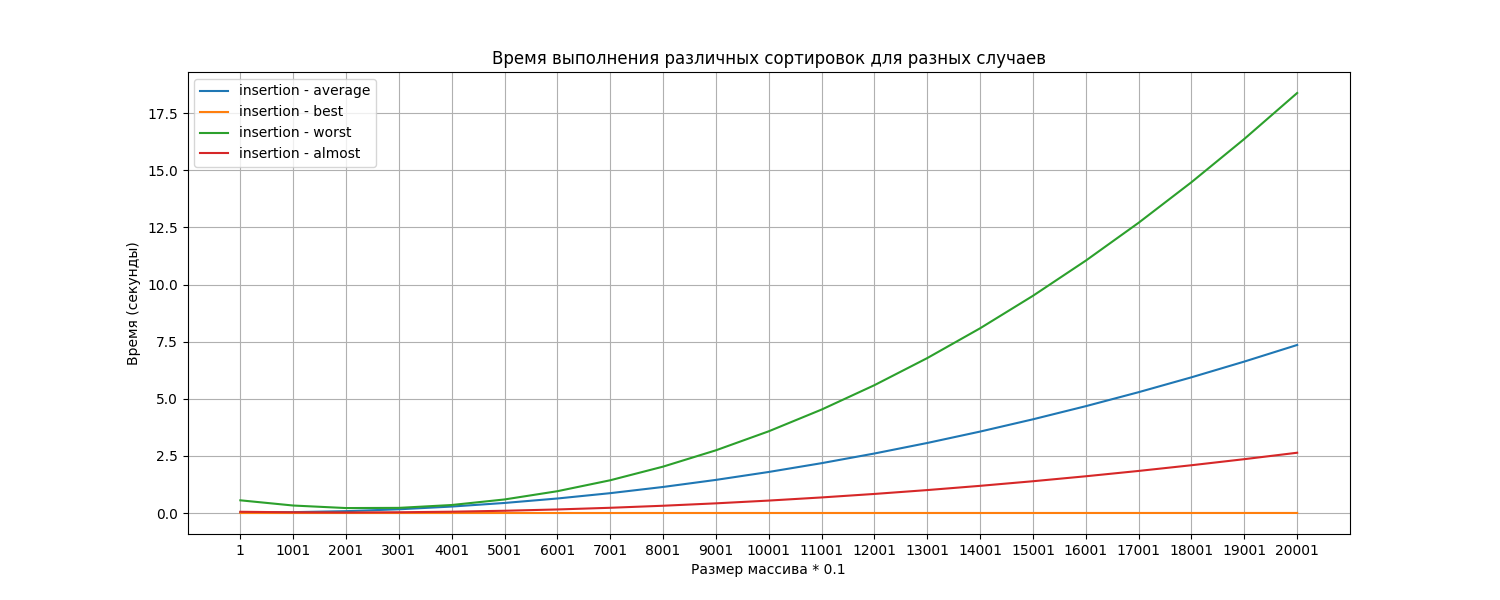 Время выполнения различных сортировок для разных случаев
insertion - average
insertion - best
insertion - worst
insertion - almost
Время (секунды)
17.5
15.0
12.5
10.0
7.5
5.0
2.5
0.0
1 1001 2001 3001 4001 5001 6001 7001 8001 9001 10001 11001 12001 13001 14001 15001 16001 17001 18001 19001 20001
Размер массива * 0.1